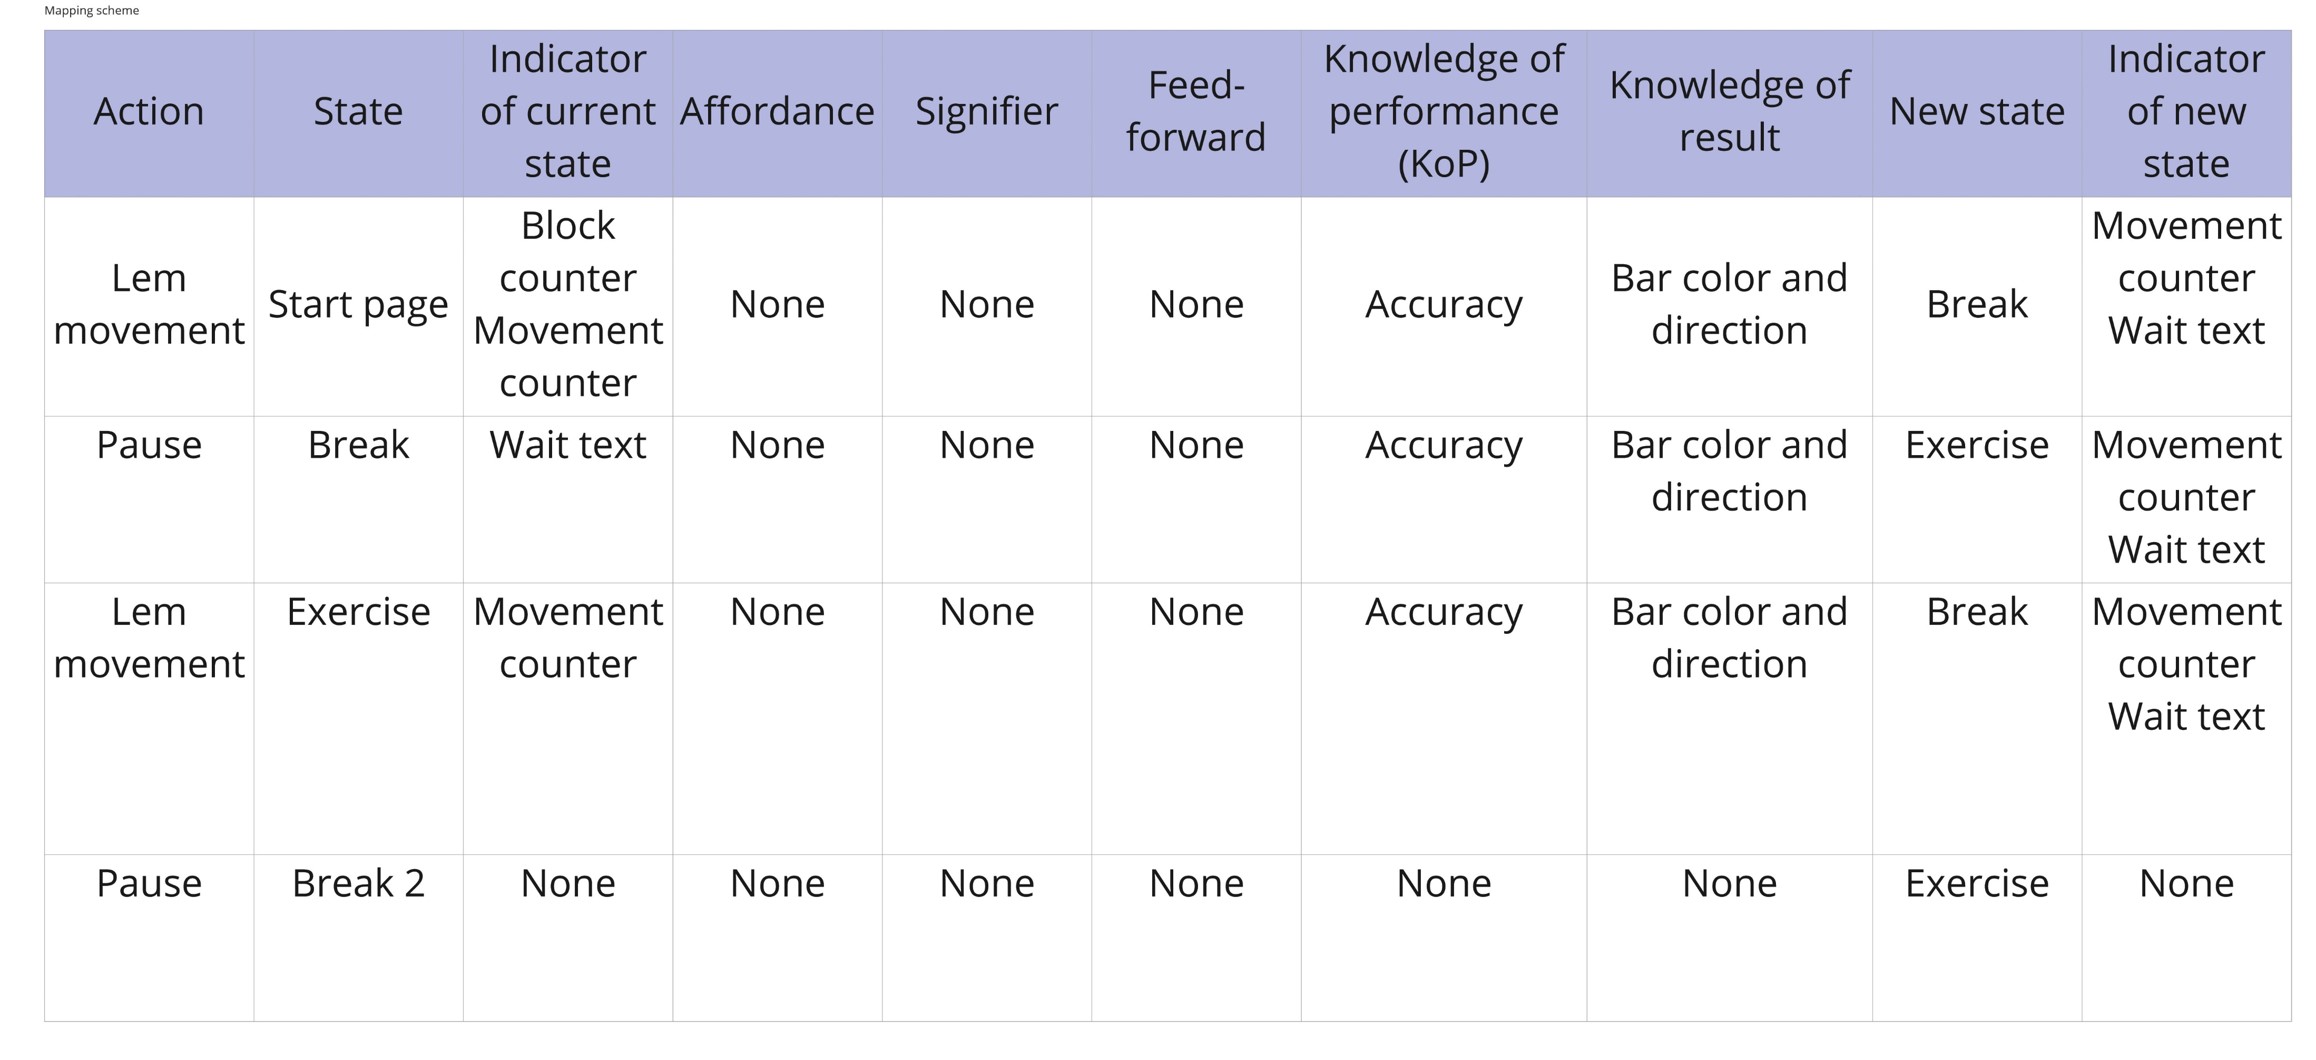 Mapping scheme
Action
State
Indicator
of current
state
Affordance
Signifier
Feed-
forward
Knowledge of
performance
(KoP)
Knowledge of
result
New state
Indicator
of new
state
Lem
movement
Start page
Block
counter
Movement
counter
None
None
None
Accuracy
Bar color and
direction
Break
Movement
counter
Wait text
Pause
Break
Wait text
None
None
None
Accuracy
Bar color and
direction
Exercise
Movement
counter
Wait text
Lem
movement
Exercise
Movement
counter
None
None
None
Accuracy
Bar color and
direction
Break
Movement
counter
Wait text
Pause
Break 2
None
None
None
None
None
None
Exercise
None